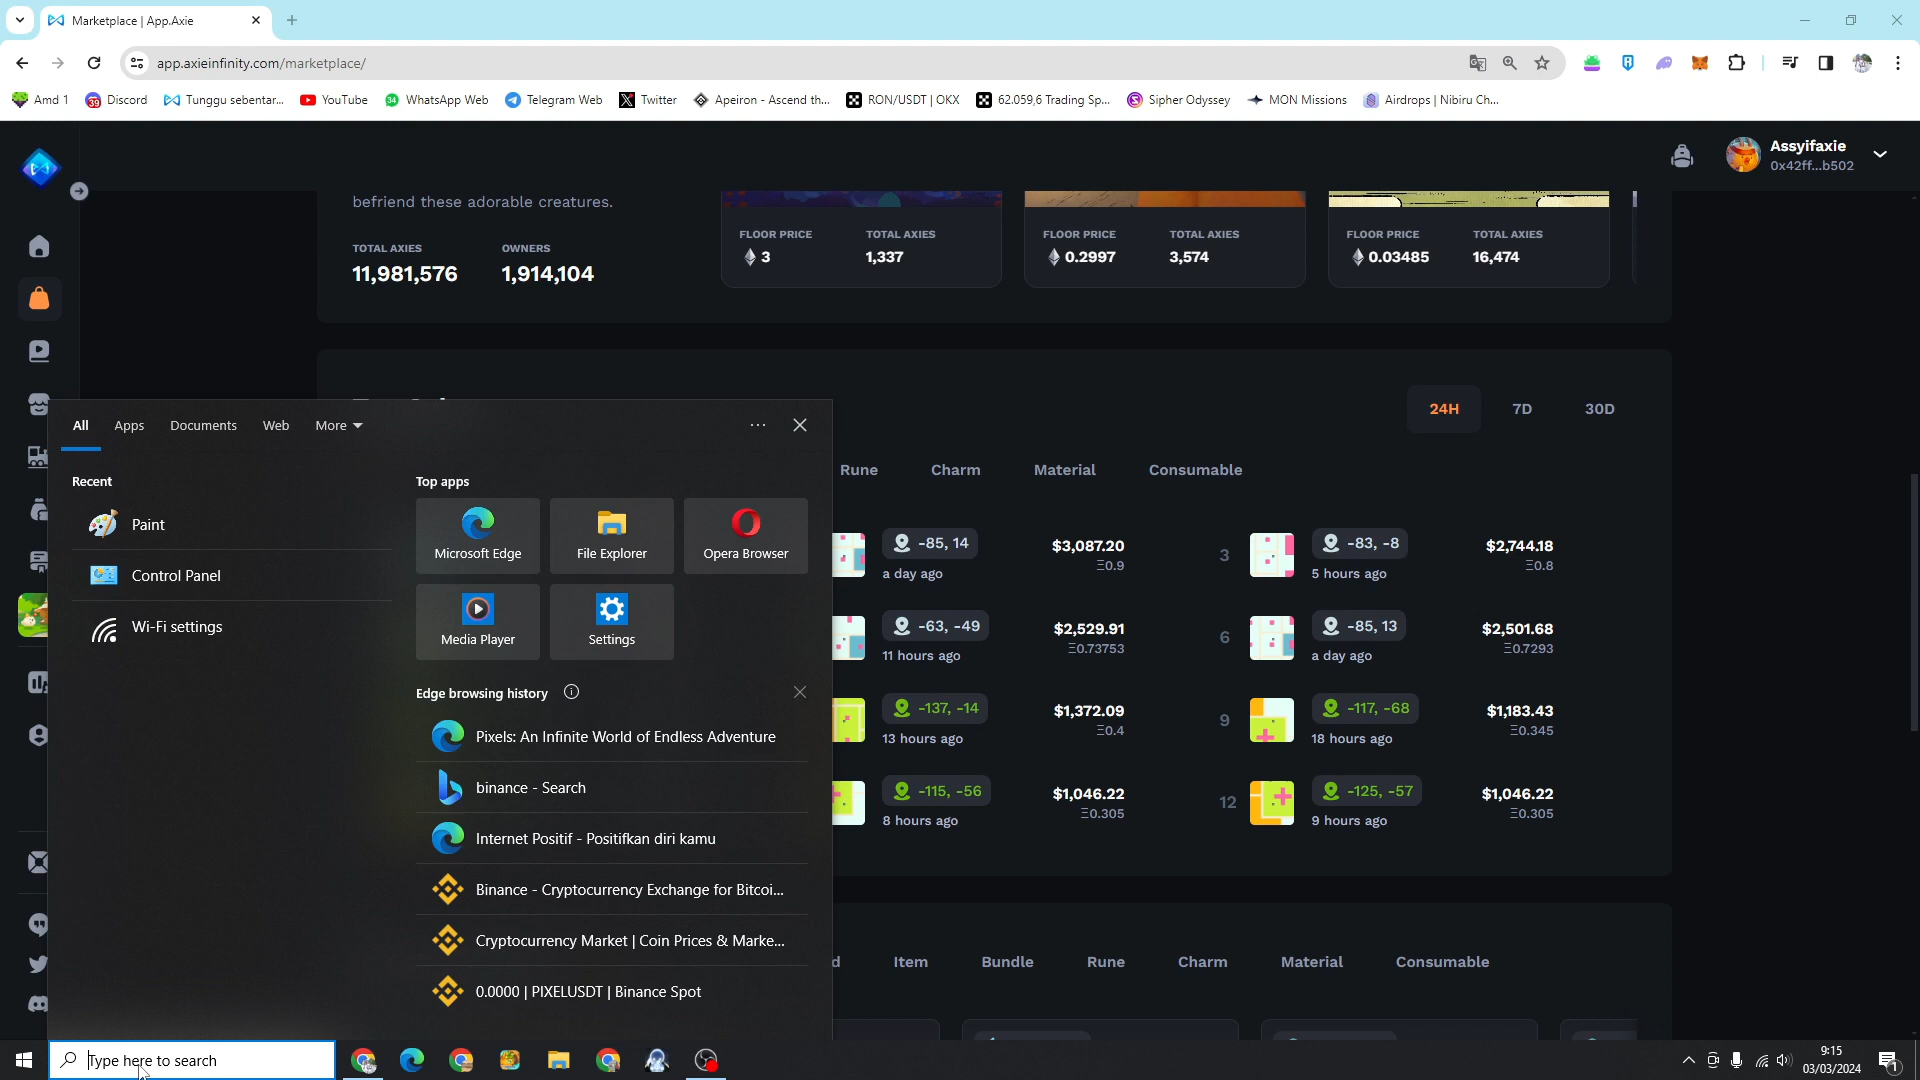 Marketplace | App.Axie
app.axieinfinity.com/marketplace/
Amd 1
39
Discord
Tunggu sebentar...
YouTube
34
WhatsApp Web
Telegram Web
Twitter
Apeiron - Ascend th...
RON/USDT | OKX
62.059,6 Trading Sp...
Sipher Odyssey
MON Missions
Airdrops | Nibiru Ch...
Assyifaxie
0x42ff...b502
befriend these adorable creatures.
TOTAL AXIES
OWNERS
11,981,576
1,914,104
FLOOR PRICE
TOTAL AXIES
3
1,337
FLOOR PRICE
TOTAL AXIES
0.2997
3,574
FLOOR PRICE
TOTAL AXIES
0.03485
16,474
24H
7D
30D
Rune
Charm
Material
Consumable
-85, 14
a day ago
$3,087.20
Ξ0.9
3
-83, -8
5 hours ago
$2,744.18
Ξ0.8
-63, -49
11 hours ago
$2,529.91
Ξ0.73753
6
-85, 13
a day ago
$2,501.68
Ξ0.7293
-137, -14
13 hours ago
$1,372.09
Ξ0.4
9
-117, -68
18 hours ago
$1,183.43
Ξ0.345
-115, -56
8 hours ago
$1,046.22
Ξ0.305
12
-125, -57
9 hours ago
$1,046.22
Ξ0.305
Item
Bundle
Rune
Charm
Material
Consumable
All
Apps
Documents
Web
More
Recent
Paint
Control Panel
Wi-Fi settings
Top apps
Microsoft Edge
File Explorer
Opera Browser
Media Player
Settings
Edge browsing history
Pixels: An Infinite World of Endless Adventure
binance - Search
Internet Positif - Positifkan diri kamu
Binance - Cryptocurrency Exchange for Bitcoi...
Cryptocurrency Market | Coin Prices & Marke...
0.0000 | PIXELUSDT | Binance Spot
Type here to search
9:15
03/03/2024
1